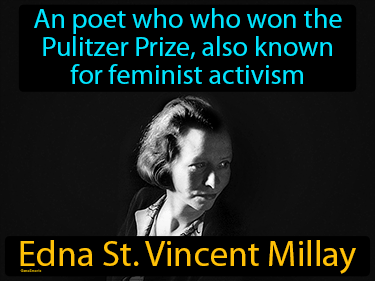 An poet who who won the
Pulitzer Prize, also known
for feminist activism
Edna St. Vincent Millay